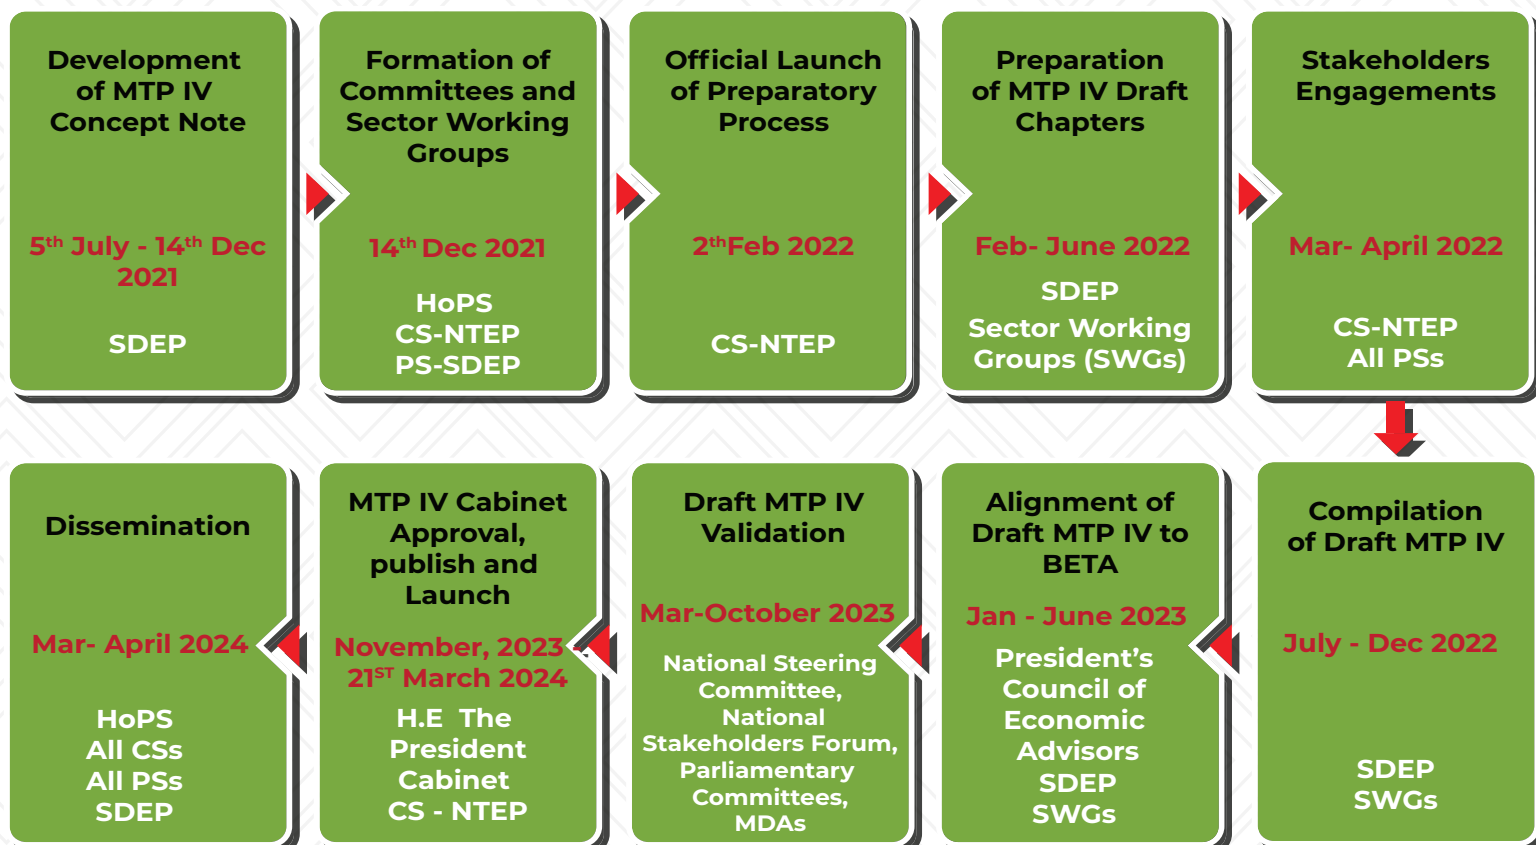 Development
of MTP IV
Concept Note
5th July - 14th Dec
2021
SDEP
Formation of
Committees and
Sector Working
Groups
14th Dec 2021
HoPS
CS-NTEP
PS-SDEP
Official Launch
of Preparatory
Process
2thFeb 2022
CS-NTEP
Preparation
of MTP IV Draft
Chapters
Feb- June 2022
SDEP
Sector Working
Groups (SWGs)
Stakeholders
Engagements
Mar- April 2022
CS-NTEP
All PSs
Compilation
of Draft MTP IV
July - Dec 2022
SDEP
SWGs
Alignment of
Draft MTP IV to
BETA
Jan - June 2023
President’s
Council of
Economic
Advisors
SDEP
SWGs
Draft MTP IV
Validation
Mar-October 2023
National Steering
Committee,
National
Stakeholders Forum,
Parliamentary
Committees,
MDAs
MTP IV Cabinet
Approval,
publish and
Launch
November, 2023 -
21ST March 2024
H.E The
President
Cabinet
CS - NTEP
Dissemination
Mar- April 2024
HoPS
All CSs
All PSs
SDEP